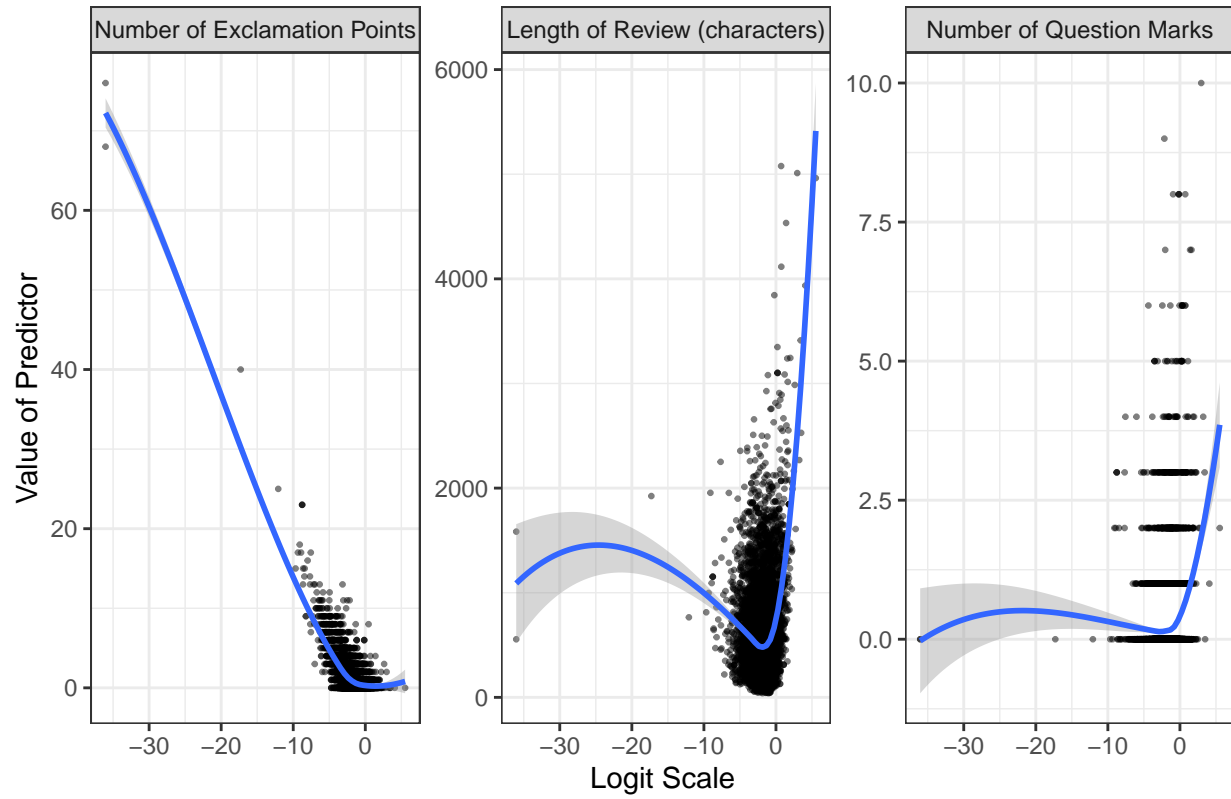 Number of Exclamation Points
Length of Review (characters)
Number of Question Marks
Value of Predictor
60
40
20
0
6000
4000
2000
0
10.0
7.5
5.0
2.5
0.0
−30 −20 −10 0
−30 −20 −10 0
−30 −20 −10 0
Logit Scale